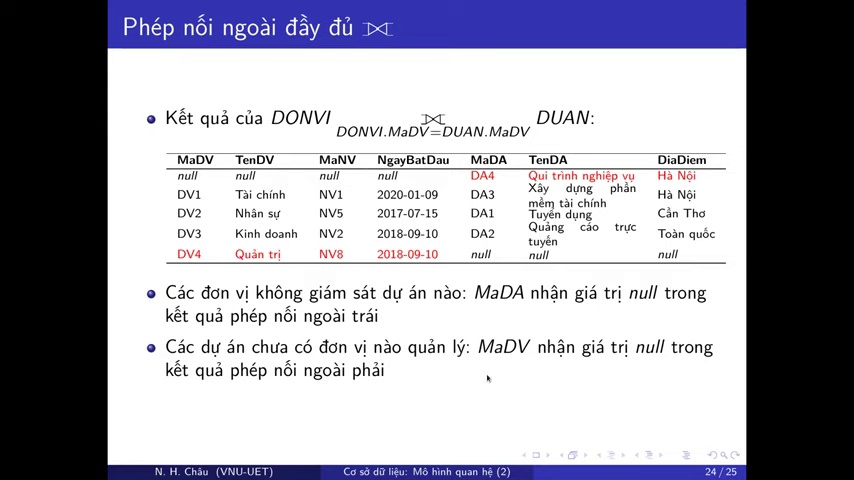 Phép nối ngoài đầy đủ ⟗
Kết quả của DONVI ⟗ DUAN:
DONVI.MaDV=DUAN.MaDV
MaDV TenDV MaNV NgayBatDau MaDA TenDA DiaDiem
null null null null DA4 Qui trình nghiệp vụ Hà Nội
DV1 Tài chính NV1 2020-01-09 DA3 Xây dựng phần mềm tài chính Hà Nội
DV2 Nhân sự NV5 2017-07-15 DA1 Tuyển dụng Cần Thơ
DV3 Kinh doanh NV2 2018-09-10 DA2 Quảng cáo trực tuyến Toàn quốc
DV4 Quản trị NV8 2018-09-10 null null null
Các đơn vị không giám sát dự án nào: MaDA nhận giá trị null trong
kết quả phép nối ngoài trái
Các dự án chưa có đơn vị nào quản lý: MaDV nhận giá trị null trong
kết quả phép nối ngoài phải
N. H. Châu (VNU-UET) Cơ sở dữ liệu: Mô hình quan hệ (2) 24 / 25